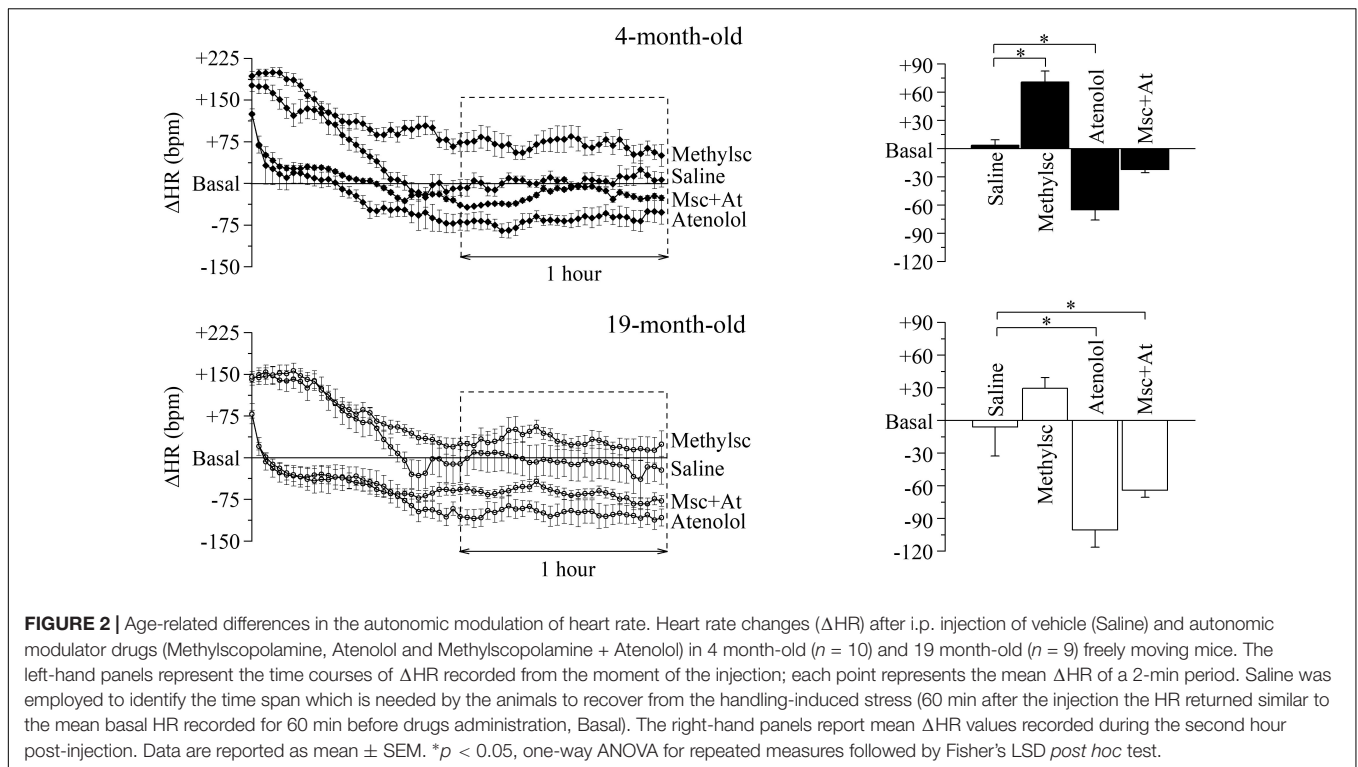 4-month-old
+225
+150
+75
Basal
-75
-150
ΔHR (bpm)
Methylsc
Saline
Msc+At
Atenolol
1 hour
* 
*
+90
+60
+30
Basal
-30
-60
-90
-120
Saline
Methylsc
Atenolol
Msc+At
19-month-old
+225
+150
+75
Basal
-75
-150
ΔHR (bpm)
Methylsc
Saline
Msc+At
Atenolol
1 hour
*
*
+90
+60
+30
Basal
-30
-60
-90
-120
Saline
Methylsc
Atenolol
Msc+At
FIGURE 2 | Age-related differences in the autonomic modulation of heart rate. Heart rate changes (ΔHR) after i.p. injection of vehicle (Saline) and autonomic
modulator drugs (Methylscopolamine, Atenolol and Methylscopolamine + Atenolol) in 4 month-old (n = 10) and 19 month-old (n = 9) freely moving mice. The
left-hand panels represent the time courses of ΔHR recorded from the moment of the injection; each point represents the mean ΔHR of a 2-min period. Saline was
employed to identify the time span which is needed by the animals to recover from the handling-induced stress (60 min after the injection the HR returned similar to
the mean basal HR recorded for 60 min before drugs administration, Basal). The right-hand panels report mean ΔHR values recorded during the second hour
post-injection. Data are reported as mean ± SEM. *p < 0.05, one-way ANOVA for repeated measures followed by Fisher's LSD post hoc test.